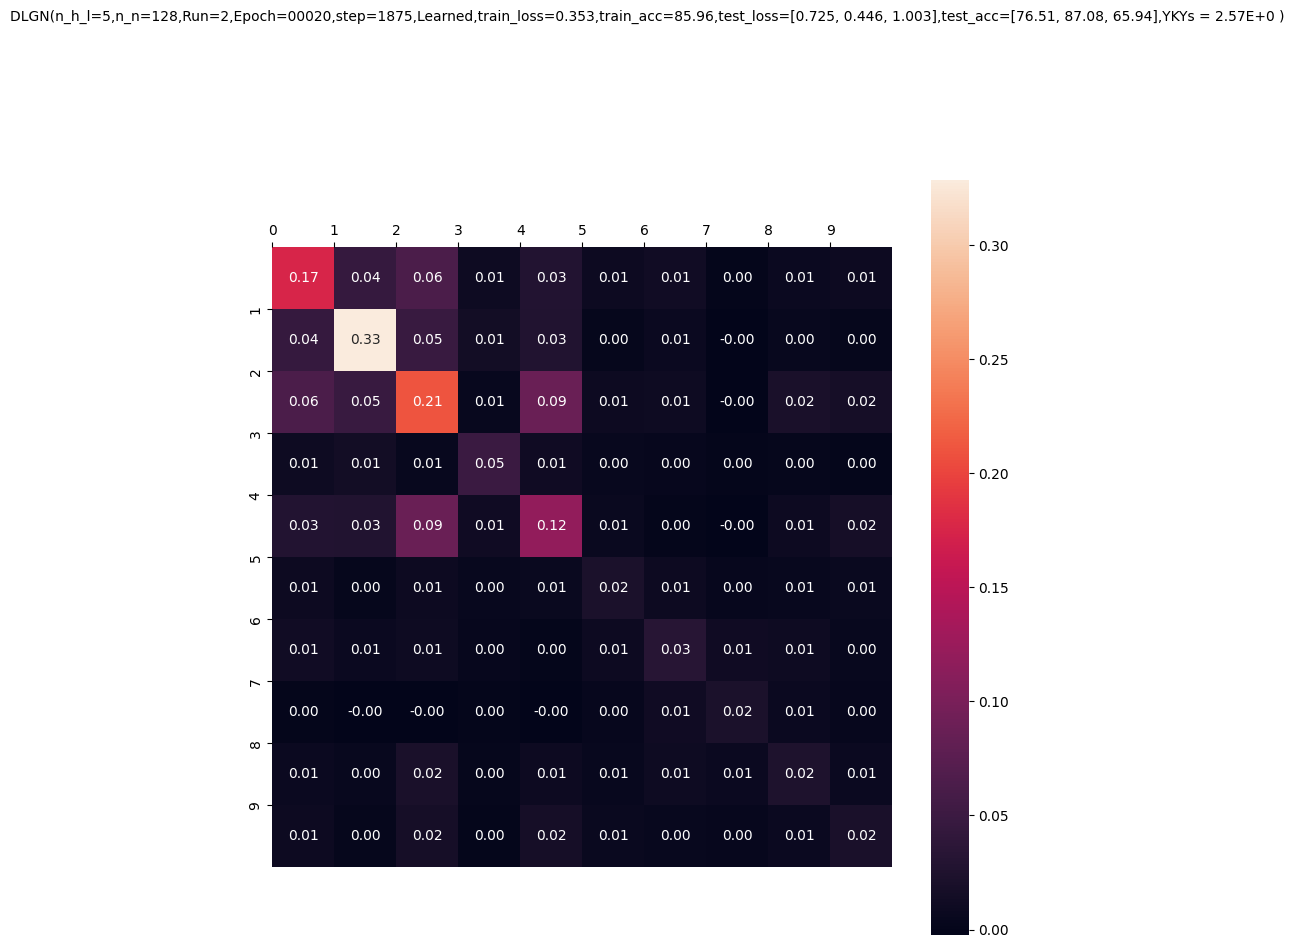 DLGN(n_h_l=5,n_n=128,Run=2,Epoch=00020,step=1875,Learned,train_loss=0.353,train_acc=85.96,test_loss=[0.725, 0.446, 1.003],test_acc=[76.51, 87.08, 65.94],YKYs = 2.57E+0 )
0 1 2 3 4 5 6 7 8 9
0.17 0.04 0.06 0.01 0.03 0.01 0.01 0.00 0.01 0.01
1
0.04 0.33 0.05 0.01 0.03 0.00 0.01 -0.00 0.00 0.00
2
0.06 0.05 0.21 0.01 0.09 0.01 0.01 -0.00 0.02 0.02
3
0.01 0.01 0.01 0.05 0.01 0.00 0.00 0.00 0.00 0.00
4
0.03 0.03 0.09 0.01 0.12 0.01 0.00 -0.00 0.01 0.02
5
0.01 0.00 0.01 0.00 0.01 0.02 0.01 0.00 0.01 0.01
6
0.01 0.01 0.01 0.00 0.00 0.01 0.03 0.01 0.01 0.00
7
0.00 -0.00 -0.00 0.00 -0.00 0.00 0.01 0.02 0.01 0.00
8
0.01 0.00 0.02 0.00 0.01 0.01 0.01 0.01 0.02 0.01
9
0.01 0.00 0.02 0.00 0.02 0.01 0.00 0.00 0.01 0.02
0.30
0.25
0.20
0.15
0.10
0.05
0.00